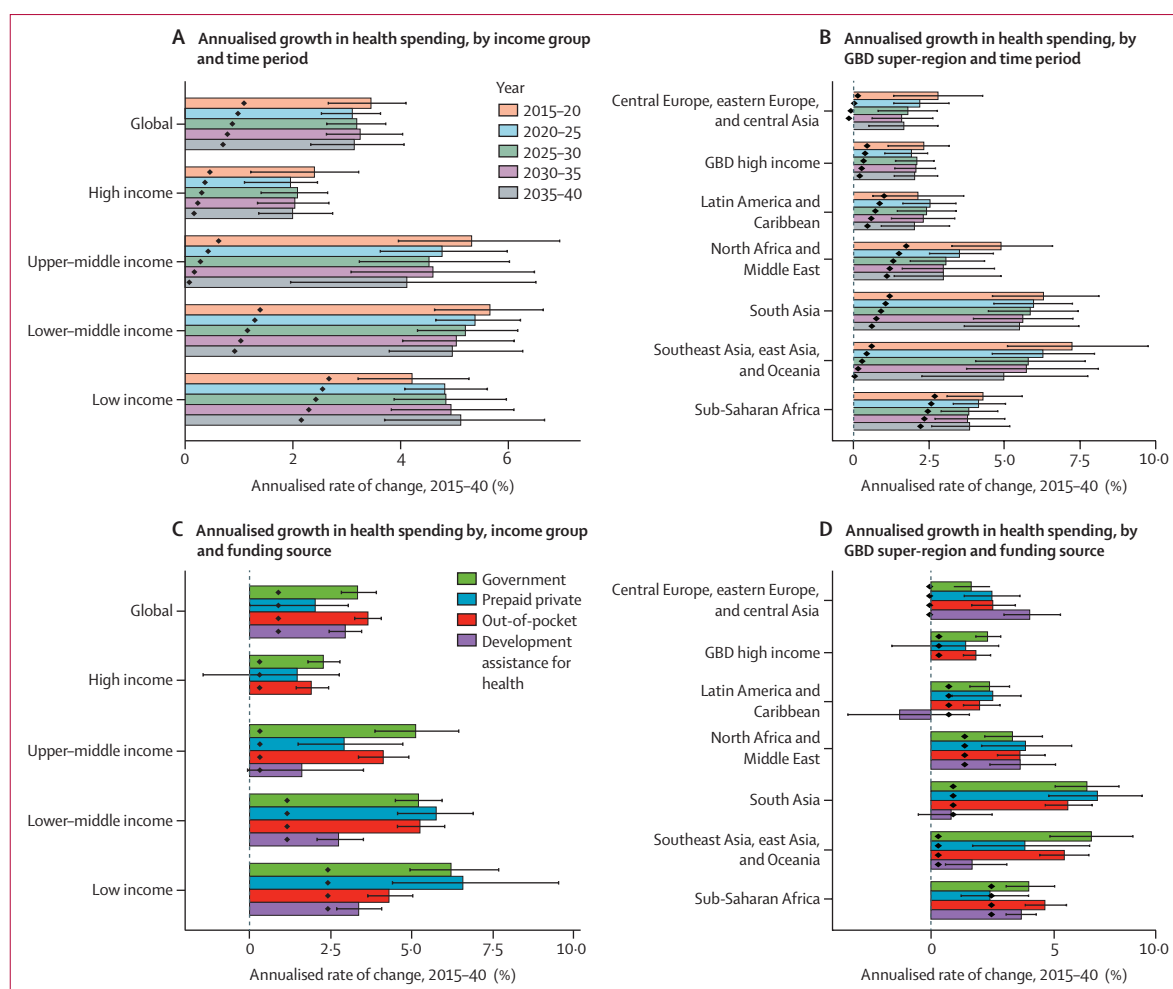 A Annualised growth in health spending, by income group
and time period
Year
2015–20
2020–25
2025–30
2030–35
2035–40
Global
High income
Upper–middle income
Lower–middle income
Low income
0 2 4 6
Annualised rate of change, 2015–40 (%)
B Annualised growth in health spending, by
GBD super-region and time period
Central Europe, eastern Europe,
and central Asia
GBD high income
Latin America and
Caribbean
North Africa and
Middle East
South Asia
Southeast Asia, east Asia,
and Oceania
Sub-Saharan Africa
0 2·5 5 7·5 10·0
Annualised rate of change, 2015–40 (%)
C Annualised growth in health spending by, income group
and funding source
Government
Prepaid private
Out-of-pocket
Development
assistance for
health
Global
High income
Upper–middle income
Lower–middle income
Low income
0 2·5 5 7·5 10·0
Annualised rate of change, 2015–40 (%)
D Annualised growth in health spending, by
GBD super-region and funding source
Central Europe, eastern Europe,
and central Asia
GBD high income
Latin America and
Caribbean
North Africa and
Middle East
South Asia
Southeast Asia, east Asia,
and Oceania
Sub-Saharan Africa
0 5 10·0
Annualised rate of change, 2015–40 (%)